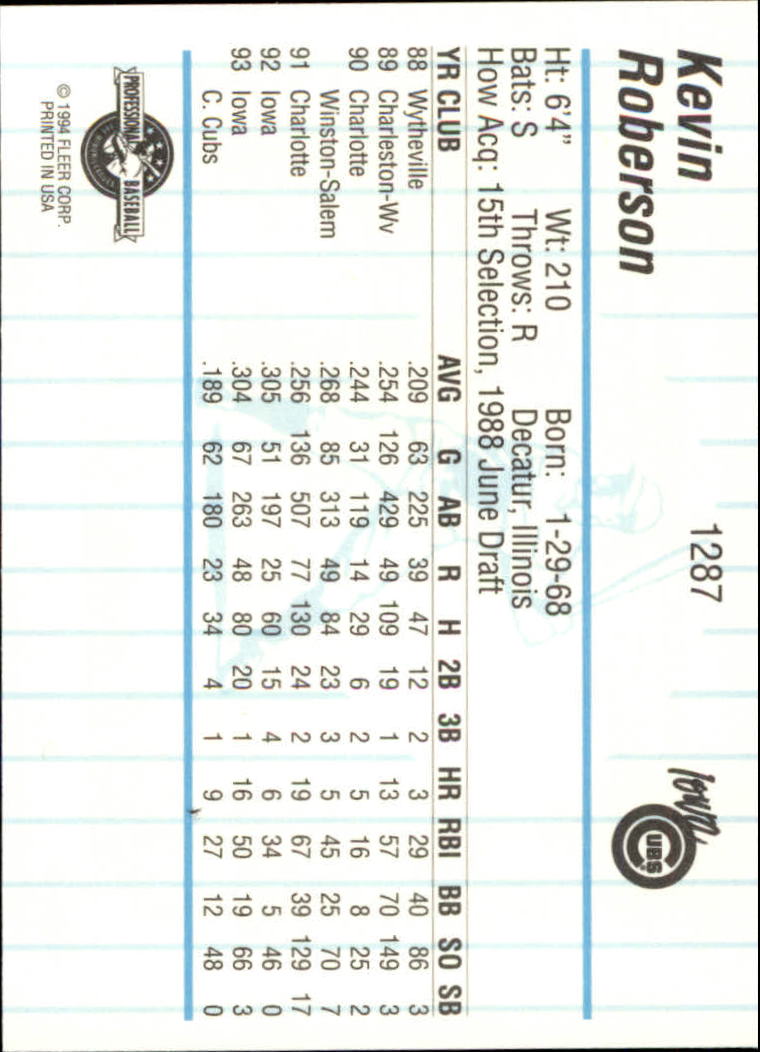 Kevin
Roberson
1287
Iowa
CUBS
Ht: 6'4" Wt: 210 Born: 1-29-68
Bats: S Throws: R Decatur, Illinois
How Acq: 15th Selection, 1988 June Draft
YR CLUB AVG G AB R H 2B 3B HR RBI BB SO SB
88 Wytheville .209 63 225 39 47 12 2 3 29 40 86 3
89 Charleston-Wv .254 126 429 49 109 19 1 13 57 70 149 3
90 Charlotte .244 31 119 14 29 6 2 5 16 8 25 2
Winston-Salem .268 85 313 49 84 23 3 5 45 25 70 7
91 Charlotte .256 136 507 77 130 24 2 19 67 39 129 17
92 Iowa .305 51 197 25 60 15 4 6 34 5 46 0
93 Iowa .304 67 263 48 80 20 1 16 50 19 66 3
C. Cubs .189 62 180 23 34 4 1 9 27 12 48 0
PROFESSIONAL BASEBALL
© 1994 FLEER CORP.
PRINTED IN USA